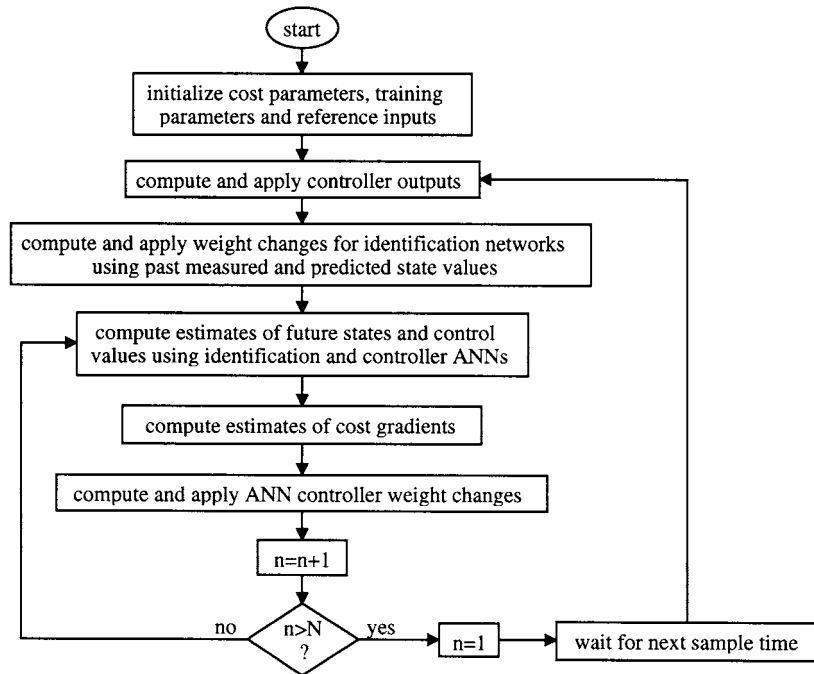 start
initialize cost parameters, training
parameters and reference inputs
compute and apply controller outputs
compute and apply weight changes for identification networks
using past measured and predicted state values
compute estimates of future states and control
values using identification and controller ANNs
compute estimates of cost gradients
compute and apply ANN controller weight changes
n=n+1
no
n>N
?
yes
n=1
wait for next sample time